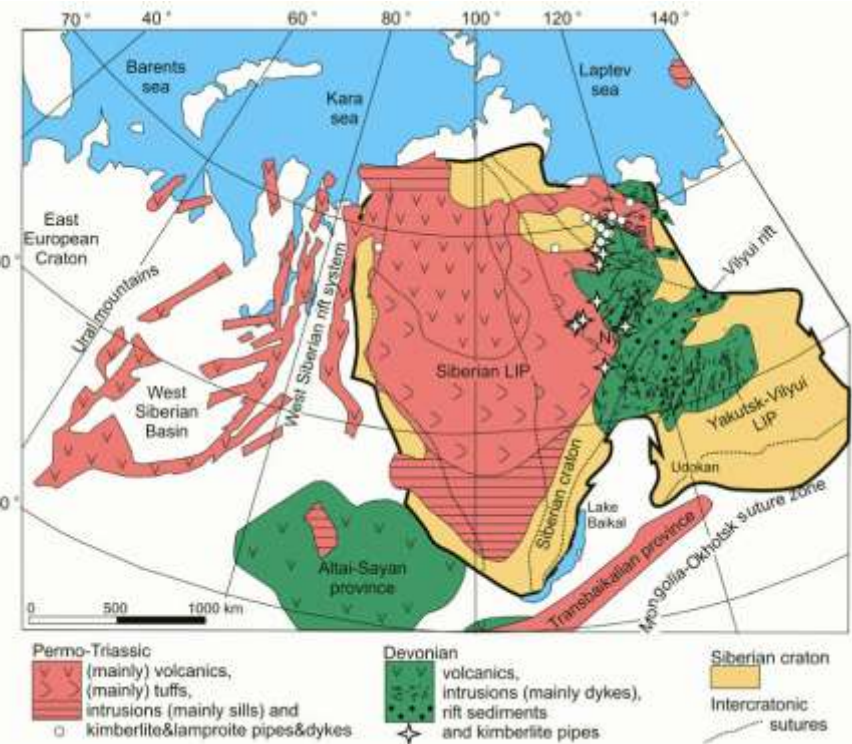 70° 40° 60° 80° 100° 120° 140°
Barents
sea
Kara
sea
Laptev
sea
East
European
Craton
0°
Ural mountains
West Siberian rift system
Vilyui rift
West
Siberian
Basin
Siberian LIP
N
Yakutsk-Vilyui
LIP
Siberian craton
Udokan
Lake
Baikal
0°
Altai-Sayan
province
Transbaikalian province
Mongolia-Okhotsk suture zone
0 500 1000 km
Permo-Triassic
(mainly) volcanics,
(mainly) tuffs,
intrusions (mainly sills) and
kimberlite&lamproite pipes&dykes
Devonian
volcanics,
intrusions (mainly dykes),
rift sediments
and kimberlite pipes
Siberian craton
Intercratonic
sutures